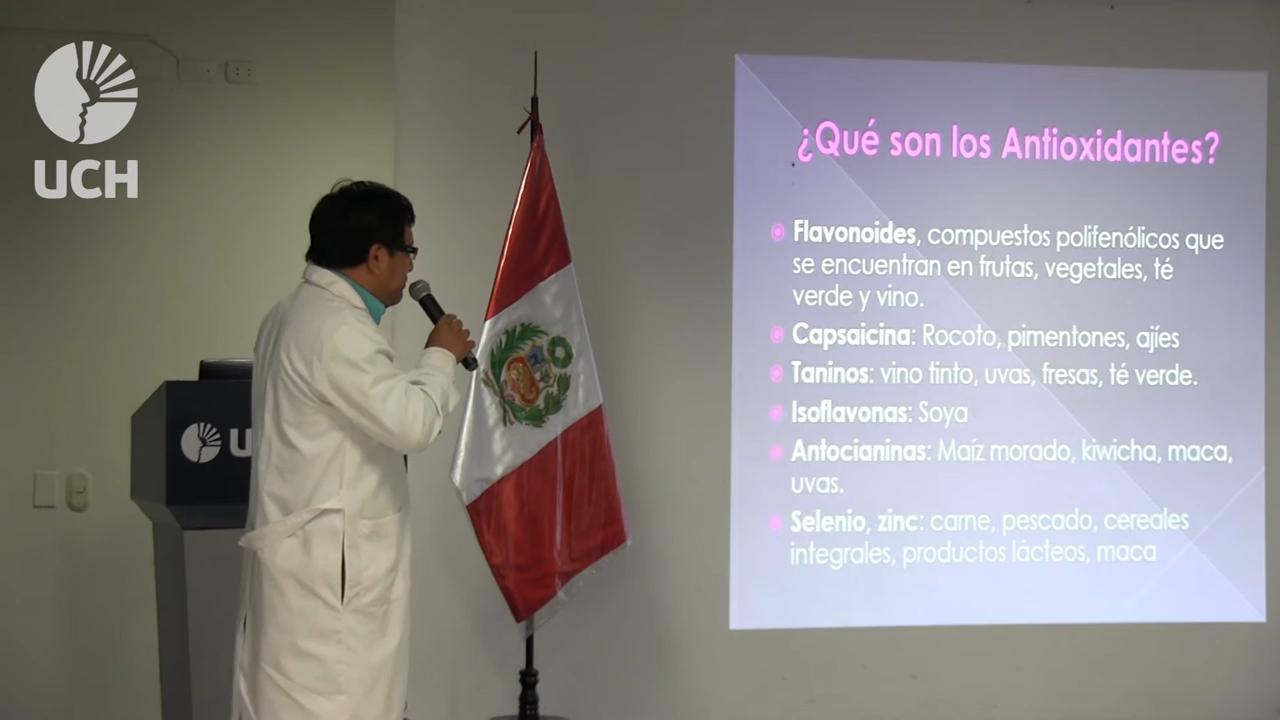 UCH
¿Qué son los Antioxidantes?
Flavonoides, compuestos polifenólicos que
se encuentran en frutas, vegetales, té
verde y vino.
Capsaicina: Rocoto, pimentones, ajíes
Taninos: vino tinto, uvas, fresas, té verde.
Isoflavonas: Soya
Antocianinas: Maíz morado, kiwicha, maca,
uvas.
Selenio, zinc: carne, pescado, cereales
integrales, productos lácteos, maca
U